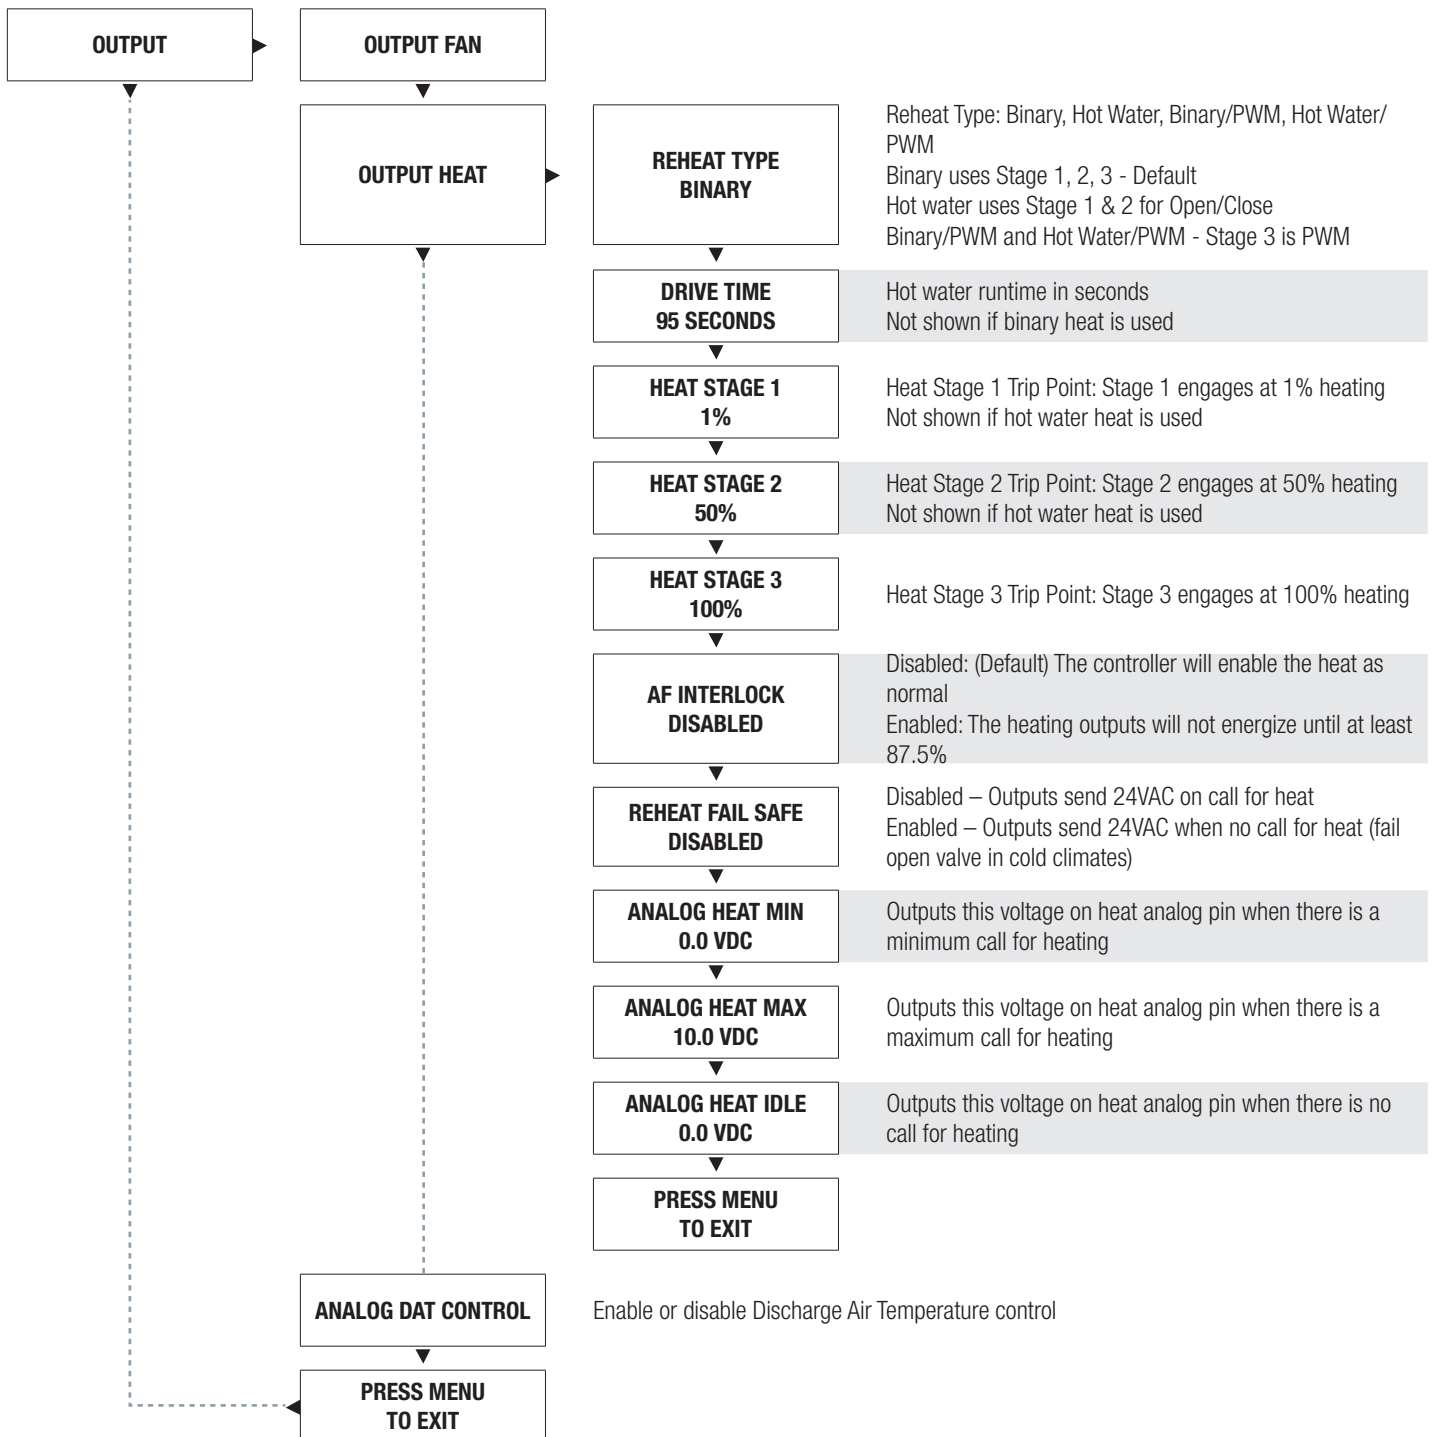 OUTPUT
OUTPUT FAN
OUTPUT HEAT
REHEAT TYPE
BINARY
Reheat Type: Binary, Hot Water, Binary/PWM, Hot Water/
PWM
Binary uses Stage 1, 2, 3 - Default
Hot water uses Stage 1 & 2 for Open/Close
Binary/PWM and Hot Water/PWM - Stage 3 is PWM
DRIVE TIME
95 SECONDS
Hot water runtime in seconds
Not shown if binary heat is used
HEAT STAGE 1
1%
Heat Stage 1 Trip Point: Stage 1 engages at 1% heating
Not shown if hot water heat is used
HEAT STAGE 2
50%
Heat Stage 2 Trip Point: Stage 2 engages at 50% heating
Not shown if hot water heat is used
HEAT STAGE 3
100%
Heat Stage 3 Trip Point: Stage 3 engages at 100% heating
AF INTERLOCK
DISABLED
Disabled: (Default) The controller will enable the heat as
normal
Enabled: The heating outputs will not energize until at least
87.5%
REHEAT FAIL SAFE
DISABLED
Disabled – Outputs send 24VAC on call for heat
Enabled – Outputs send 24VAC when no call for heat (fail
open valve in cold climates)
ANALOG HEAT MIN
0.0 VDC
Outputs this voltage on heat analog pin when there is a
minimum call for heating
ANALOG HEAT MAX
10.0 VDC
Outputs this voltage on heat analog pin when there is a
maximum call for heating
ANALOG HEAT IDLE
0.0 VDC
Outputs this voltage on heat analog pin when there is no
call for heating
PRESS MENU
TO EXIT
ANALOG DAT CONTROL
Enable or disable Discharge Air Temperature control
PRESS MENU
TO EXIT